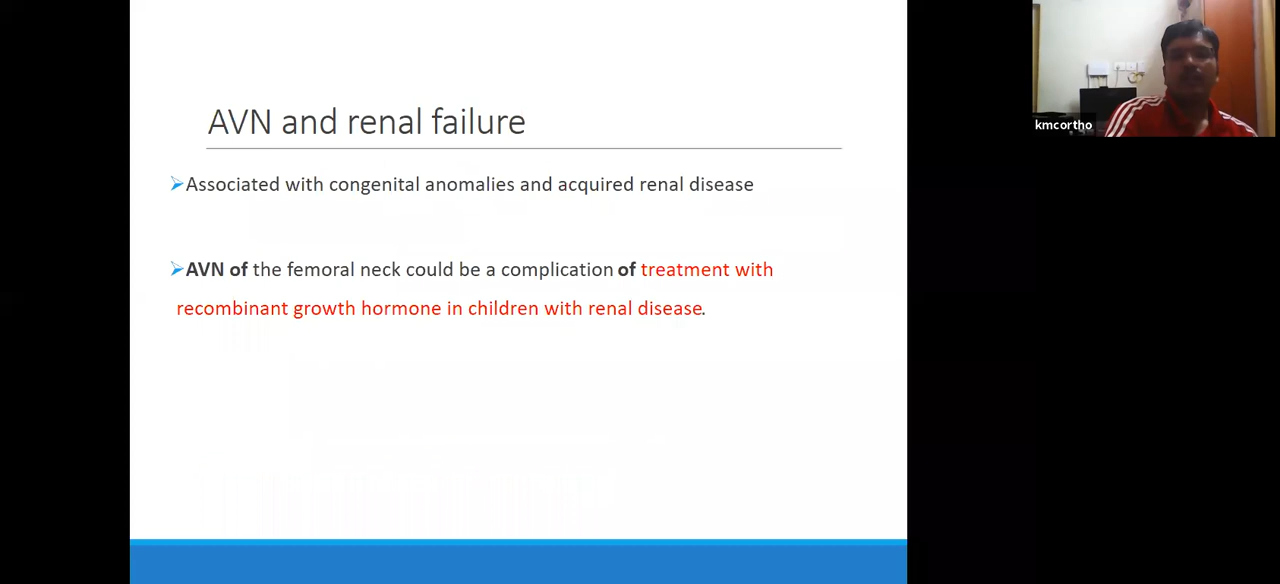 AVN and renal failure
Associated with congenital anomalies and acquired renal disease
AVN of the femoral neck could be a complication of treatment with
recombinant growth hormone in children with renal disease.
kmcortho